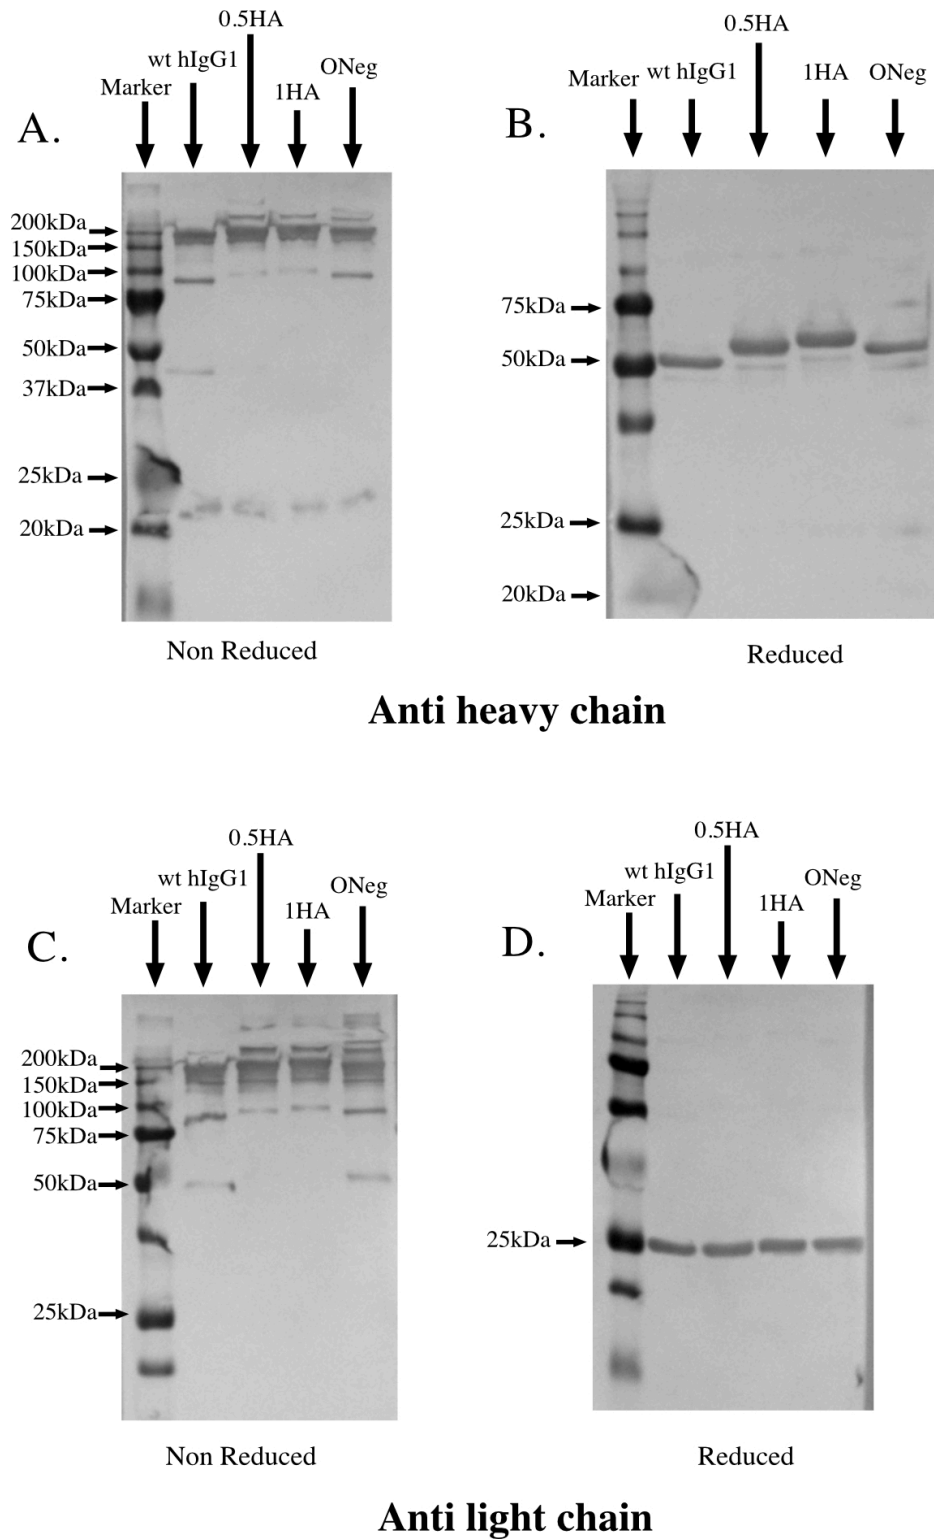 0.5HA
wt hIgG1
ONeg
Marker
1HA
A.
200kDa
150kDa
100kDa
75kDa
50kDa
37kDa
25kDa
20kDa
Non Reduced
0.5HA
Marker wt hIgG1 1HA ONeg
B.
75kDa
50kDa
25kDa
20kDa
Reduced
Anti heavy chain
0.5HA
wt hIgG1
ONeg
Marker
1HA
C.
200kDa
150kDa
100kDa
75kDa
50kDa
25kDa
Non Reduced
0.5HA
wt hIgG1
ONeg
Marker
1HA
D.
25kDa
Reduced
Anti light chain